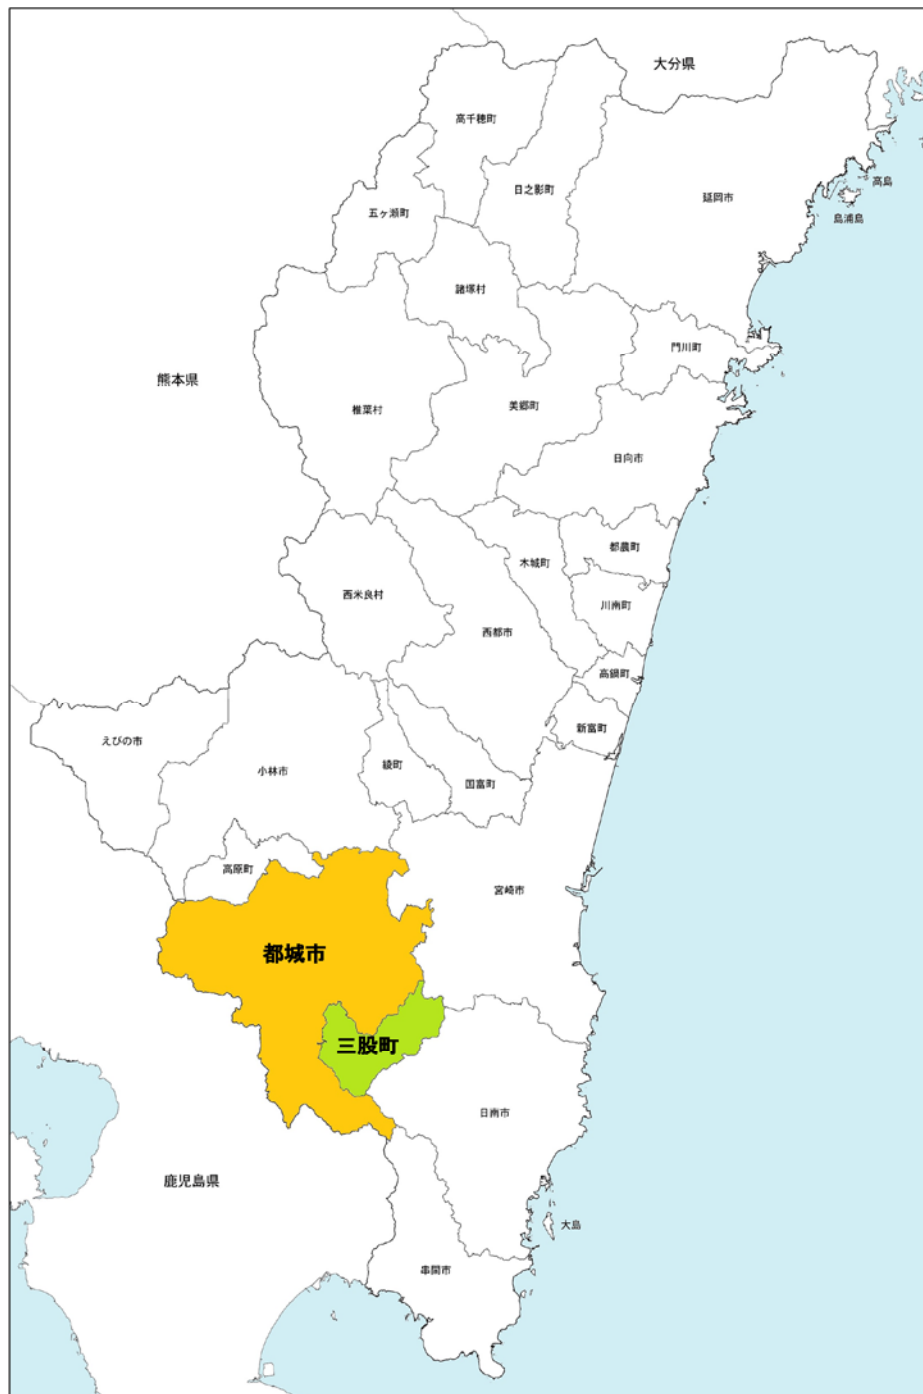 大分県
高千穂町
高島
日之影町
延岡市
五ヶ瀬町
島浦島
諸塚村
門川町
熊本県
椎葉村
美郷町
日向市
都農町
木城町
西米良村
川南町
西都市
高鍋町
新富町
えびの市
綾町
小林市
国富町
高原町
宮崎市
都城市
三股町
日南市
鹿児島県
大島
串間市